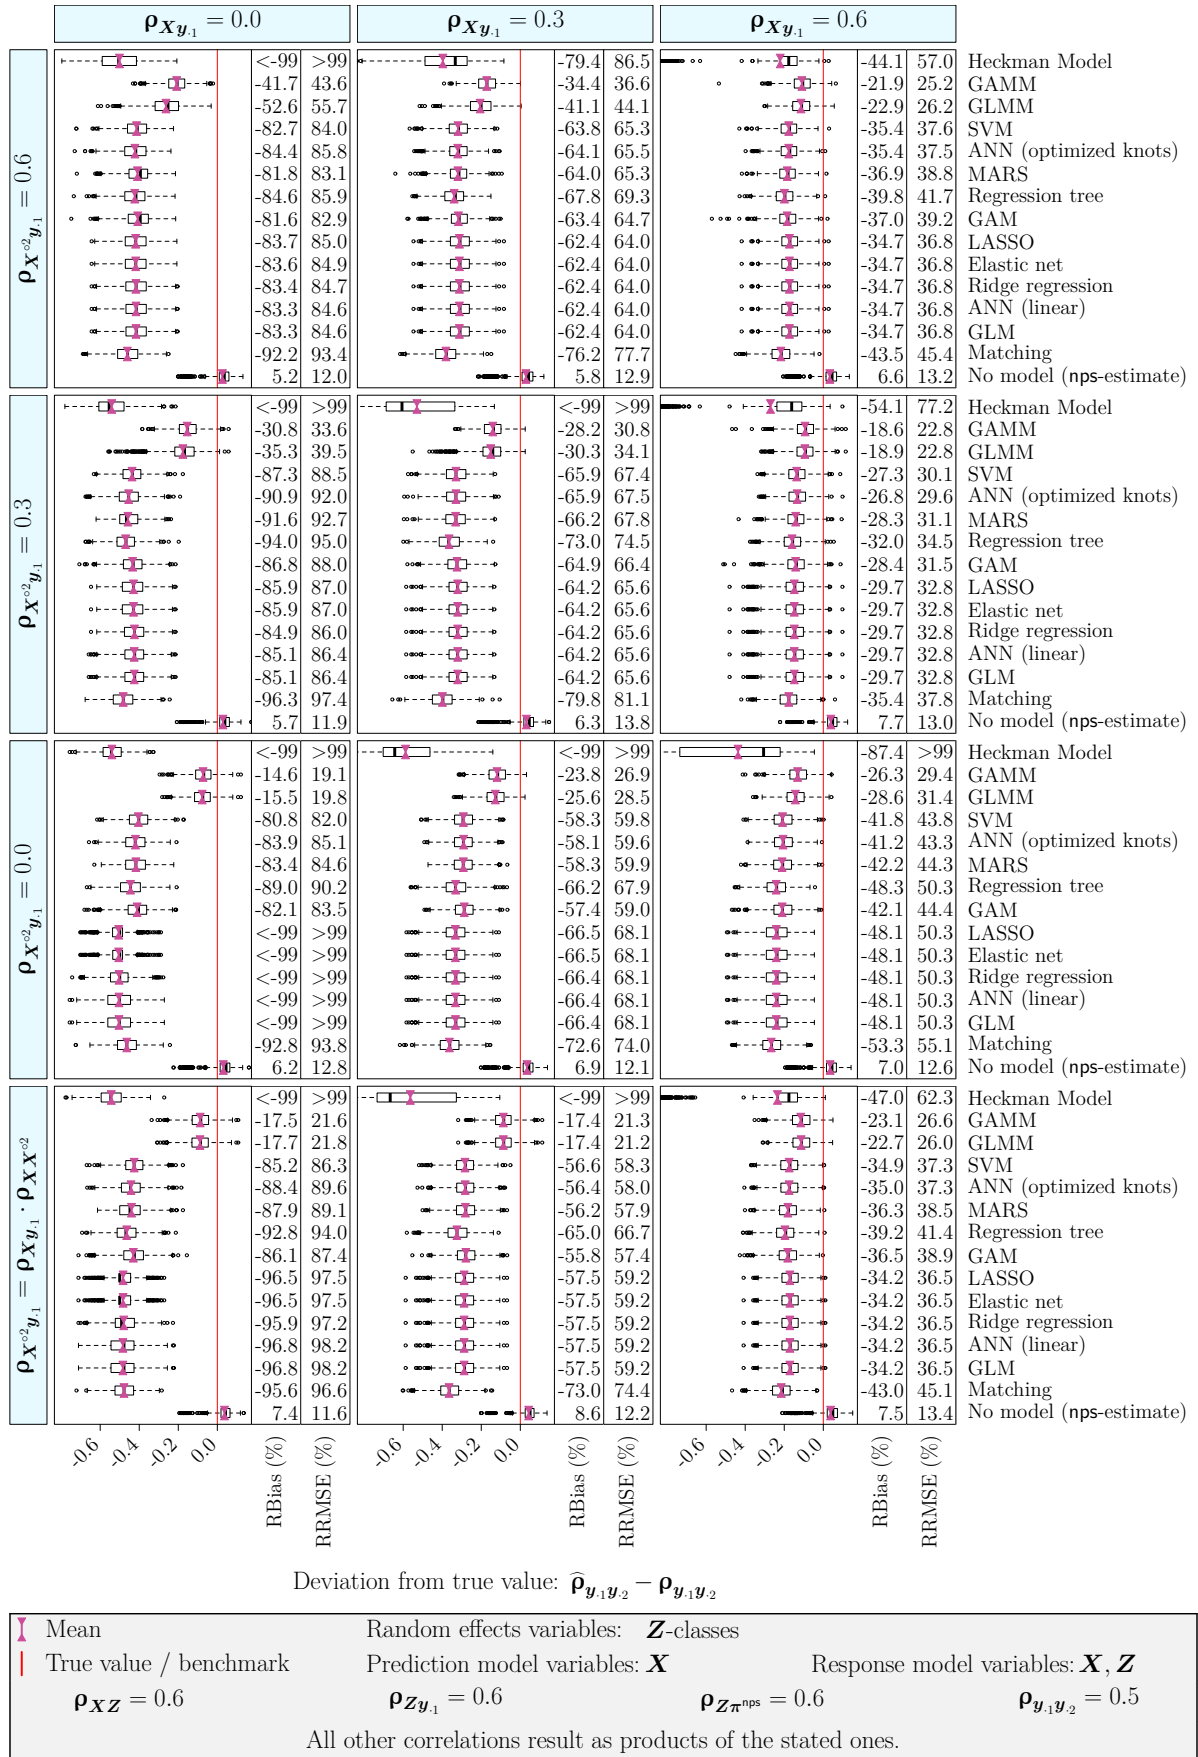 ρ_{Xy.1} = 0.0 ρ_{Xy.1} = 0.3 ρ_{Xy.1} = 0.6
ρ_{X°²y.1} = 0.6
<-99 >99 -79.4 86.5 -44.1 57.0 Heckman Model
-41.7 43.6 -34.4 36.6 -21.9 25.2 GAMM
-52.6 55.7 -41.1 44.1 -22.9 26.2 GLMM
-82.7 84.0 -63.8 65.3 -35.4 37.6 SVM
-84.4 85.8 -64.1 65.5 -35.4 37.5 ANN (optimized knots)
-81.8 83.1 -64.0 65.3 -36.9 38.8 MARS
-84.6 85.9 -67.8 69.3 -39.8 41.7 Regression tree
-81.6 82.9 -63.4 64.7 -37.0 39.2 GAM
-83.7 85.0 -62.4 64.0 -34.7 36.8 LASSO
-83.6 84.9 -62.4 64.0 -34.7 36.8 Elastic net
-83.4 84.7 -62.4 64.0 -34.7 36.8 Ridge regression
-83.3 84.6 -62.4 64.0 -34.7 36.8 ANN (linear)
-83.3 84.6 -62.4 64.0 -34.7 36.8 GLM
-92.2 93.4 -76.2 77.7 -43.5 45.4 Matching
5.2 12.0 5.8 12.9 6.6 13.2 No model (nps-estimate)
ρ_{X°²y.1} = 0.3
<-99 >99 <-99 >99 -54.1 77.2 Heckman Model
-30.8 33.6 -28.2 30.8 -18.6 22.8 GAMM
-35.3 39.5 -30.3 34.1 -18.9 22.8 GLMM
-87.3 88.5 -65.9 67.4 -27.3 30.1 SVM
-90.9 92.0 -65.9 67.5 -26.8 29.6 ANN (optimized knots)
-91.6 92.7 -66.2 67.8 -28.3 31.1 MARS
-94.0 95.0 -73.0 74.5 -32.0 34.5 Regression tree
-86.8 88.0 -64.9 66.4 -28.4 31.5 GAM
-85.9 87.0 -64.2 65.6 -29.7 32.8 LASSO
-85.9 87.0 -64.2 65.6 -29.7 32.8 Elastic net
-84.9 86.0 -64.2 65.6 -29.7 32.8 Ridge regression
-85.1 86.4 -64.2 65.6 -29.7 32.8 ANN (linear)
-85.1 86.4 -64.2 65.6 -29.7 32.8 GLM
-96.3 97.4 -79.8 81.1 -35.4 37.8 Matching
5.7 11.9 6.3 13.8 7.7 13.0 No model (nps-estimate)
ρ_{X°²y.1} = 0.0
<-99 >99 <-99 >99 -87.4 >99 Heckman Model
-14.6 19.1 -23.8 26.9 -26.3 29.4 GAMM
-15.5 19.8 -25.6 28.5 -28.6 31.4 GLMM
-80.8 82.0 -58.3 59.8 -41.8 43.8 SVM
-83.9 85.1 -58.1 59.6 -41.2 43.3 ANN (optimized knots)
-83.4 84.6 -58.3 59.9 -42.2 44.3 MARS
-89.0 90.2 -66.2 67.9 -48.3 50.3 Regression tree
-82.1 83.5 -57.4 59.0 -42.1 44.4 GAM
<-99 >99 -66.5 68.1 -48.1 50.3 LASSO
<-99 >99 -66.5 68.1 -48.1 50.3 Elastic net
<-99 >99 -66.4 68.1 -48.1 50.3 Ridge regression
<-99 >99 -66.4 68.1 -48.1 50.3 ANN (linear)
<-99 >99 -66.4 68.1 -48.1 50.3 GLM
-92.8 93.8 -72.6 74.0 -53.3 55.1 Matching
6.2 12.8 6.9 12.1 7.0 12.6 No model (nps-estimate)
ρ_{X°²y.1} = ρ_{Xy.1} · ρ_{XX°²}
<-99 >99 <-99 >99 -47.0 62.3 Heckman Model
-17.5 21.6 -17.4 21.3 -23.1 26.6 GAMM
-17.7 21.8 -17.4 21.2 -22.7 26.0 GLMM
-85.2 86.3 -56.6 58.3 -34.9 37.3 SVM
-88.4 89.6 -56.4 58.0 -35.0 37.3 ANN (optimized knots)
-87.9 89.1 -56.2 57.9 -36.3 38.5 MARS
-92.8 94.0 -65.0 66.7 -39.2 41.4 Regression tree
-86.1 87.4 -55.8 57.4 -36.5 38.9 GAM
-96.5 97.5 -57.5 59.2 -34.2 36.5 LASSO
-96.5 97.5 -57.5 59.2 -34.2 36.5 Elastic net
-95.9 97.2 -57.5 59.2 -34.2 36.5 Ridge regression
-96.8 98.2 -57.5 59.2 -34.2 36.5 ANN (linear)
-96.8 98.2 -57.5 59.2 -34.2 36.5 GLM
-95.6 96.6 -73.0 74.4 -43.0 45.1 Matching
7.4 11.6 8.6 12.2 7.5 13.4 No model (nps-estimate)
-0.6 -0.4 -0.2 0.0 RBias (%) RRMSE (%) -0.6 -0.4 -0.2 0.0 RBias (%) RRMSE (%) -0.6 -0.4 -0.2 0.0 RBias (%) RRMSE (%)
Deviation from true value: ρ̂_{y.1y.2} − ρ_{y.1y.2}
Mean Random effects variables: Z-classes
True value / benchmark Prediction model variables: X Response model variables: X, Z
ρ_{XZ} = 0.6 ρ_{Zy.1} = 0.6 ρ_{Zπ^{nps}} = 0.6 ρ_{y.1y.2} = 0.5
All other correlations result as products of the stated ones.